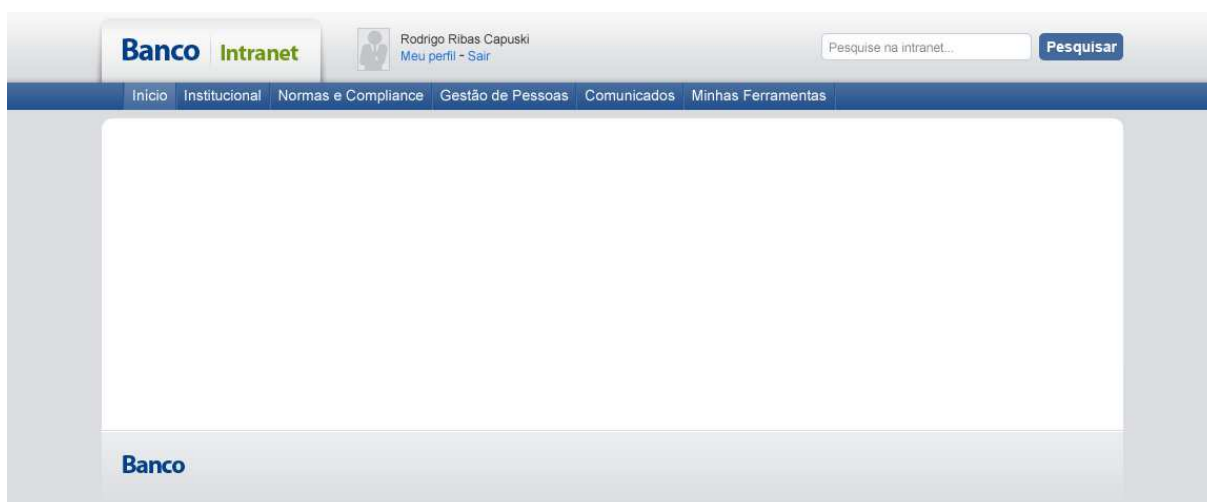 Banco Intranet
Rodrigo Ribas Capuski
Meu perfil - Sair
Pesquise na intranet...
Pesquisar
Início Institucional Normas e Compliance Gestão de Pessoas Comunicados Minhas Ferramentas
Banco